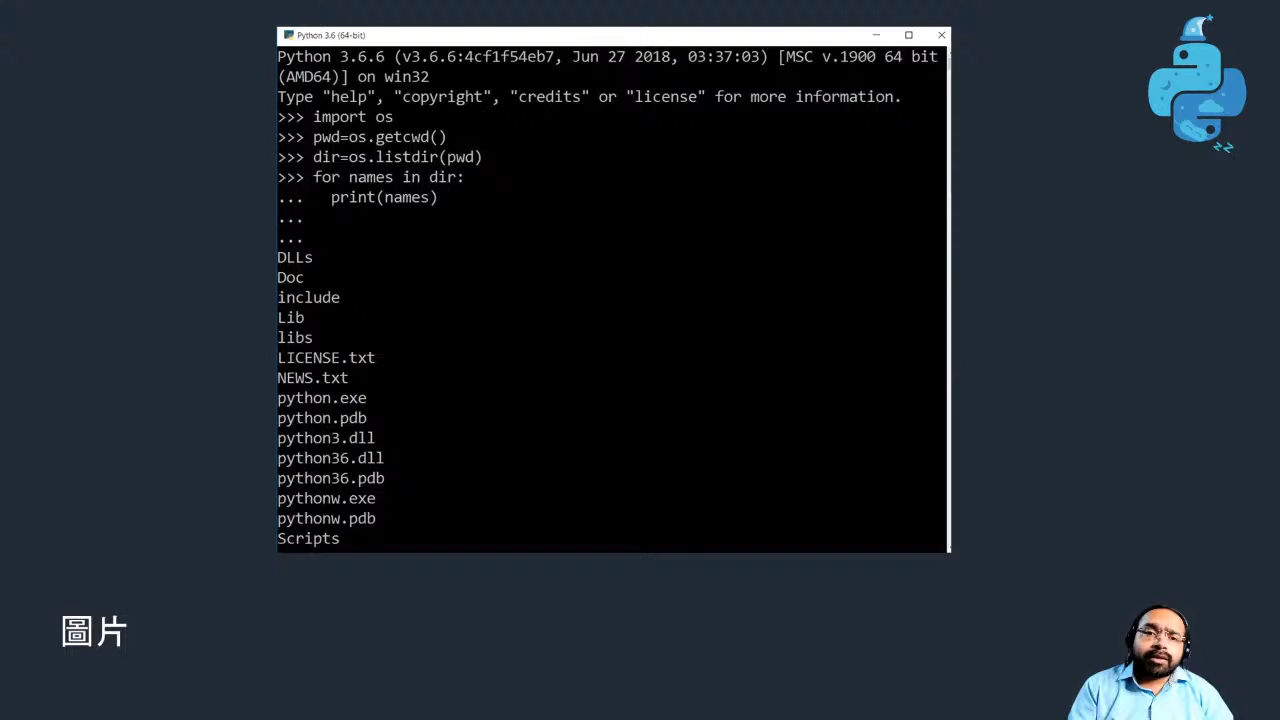 Python 3.6 (64-bit)
Python 3.6.6 (v3.6.6:4cf1f54eb7, Jun 27 2018, 03:37:03) [MSC v.1900 64 bit
(AMD64)] on win32
Type "help", "copyright", "credits" or "license" for more information.
>>> import os
>>> pwd=os.getcwd()
>>> dir=os.listdir(pwd)
>>> for names in dir:
...   print(names)
...
...
DLLs
Doc
include
Lib
libs
LICENSE.txt
NEWS.txt
python.exe
python.pdb
python3.dll
python36.dll
python36.pdb
pythonw.exe
pythonw.pdb
Scripts
zz
圖片